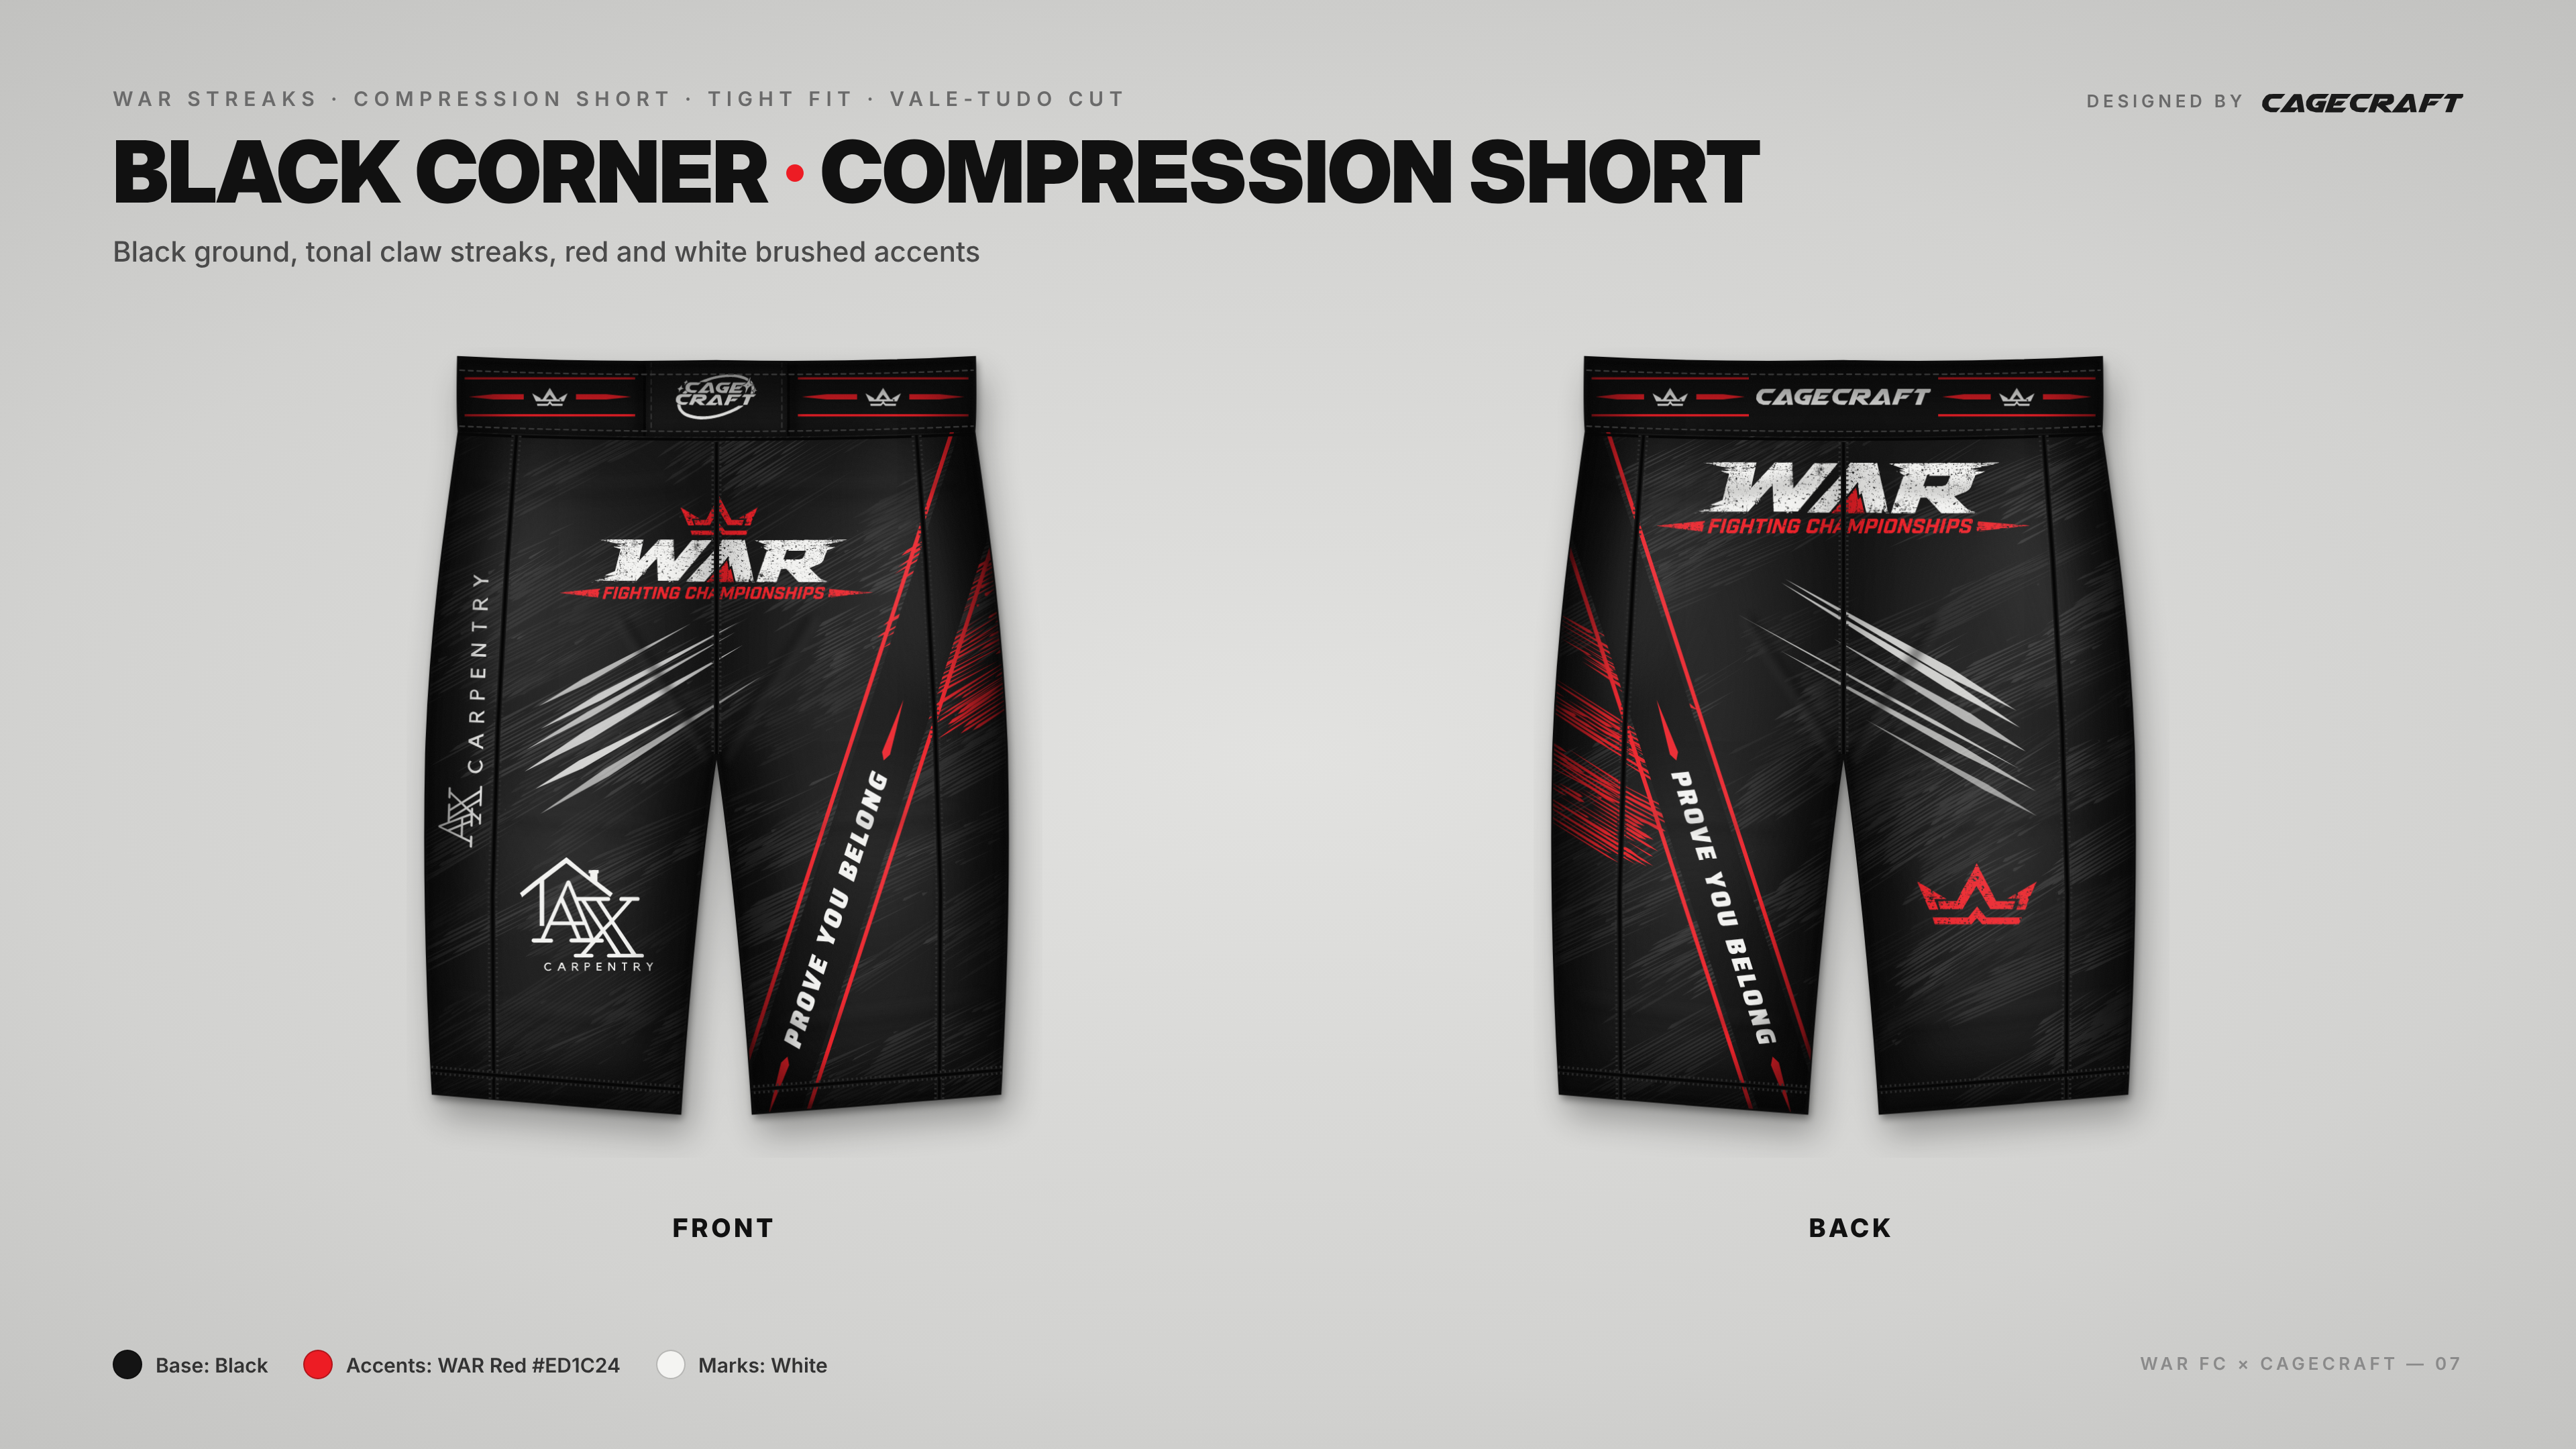 WAR STREAKS · COMPRESSION SHORT · TIGHT FIT · VALE-TUDO CUT
DESIGNED BY CAGECRAFT
BLACK CORNER • COMPRESSION SHORT
Black ground, tonal claw streaks, red and white brushed accents
CAGE
CRAFT
WAR
FIGHTING CHAMPIONSHIPS
AX CARPENTRY
AX
CARPENTRY
PROVE YOU BELONG
CAGECRAFT
WAR
FIGHTING CHAMPIONSHIPS
PROVE YOU BELONG
FRONT
BACK
Base: Black
Accents: WAR Red #ED1C24
Marks: White
WAR FC × CAGECRAFT — 07